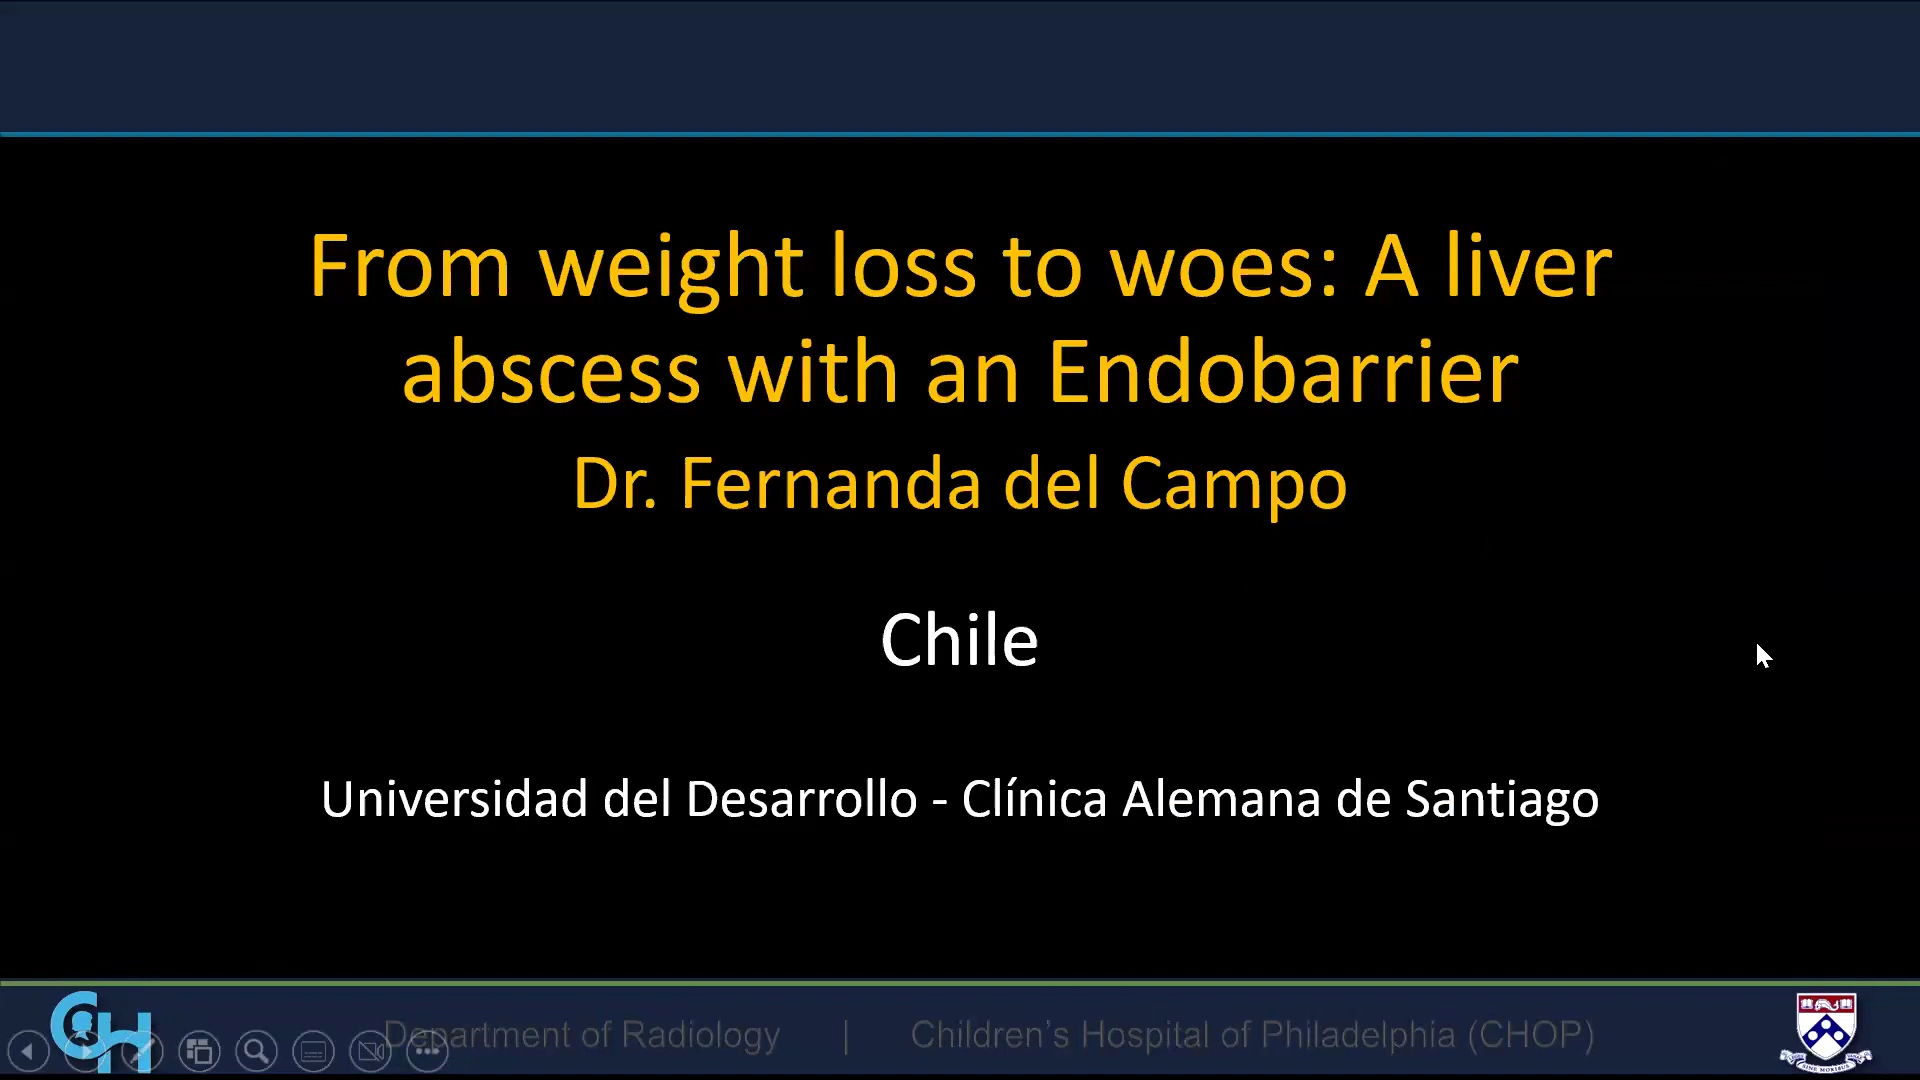 From weight loss to woes: A liver
abscess with an Endobarrier
Dr. Fernanda del Campo
Chile
Universidad del Desarrollo - Clínica Alemana de Santiago
Department of Radiology | Children's Hospital of Philadelphia (CHOP)